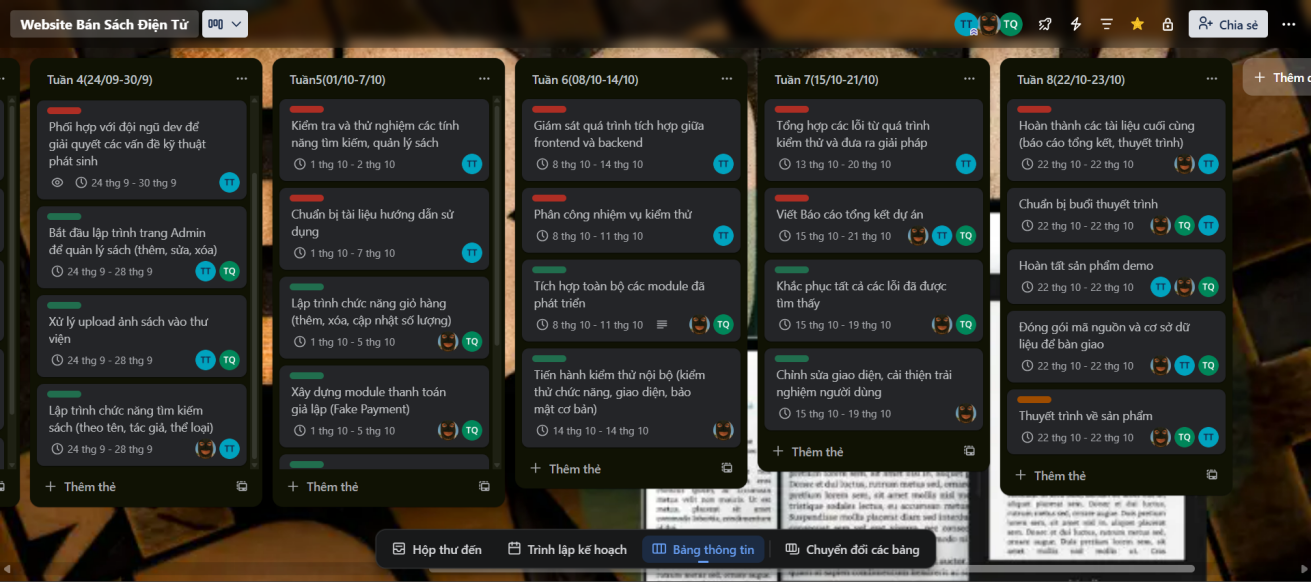 Website Bán Sách Điện Tử
TT
TQ
Chia sẻ
Tuần 4(24/09-30/9)
Phối hợp với đội ngũ dev để
giải quyết các vấn đề kỹ thuật
phát sinh
24 thg 9 - 30 thg 9
TT
Bắt đầu lập trình trang Admin
để quản lý sách (thêm, sửa, xóa)
24 thg 9 - 28 thg 9
TT
TQ
Xử lý upload ảnh sách vào thư
viện
24 thg 9 - 28 thg 9
TT
TQ
Lập trình chức năng tìm kiếm
sách (theo tên, tác giả, thể loại)
24 thg 9 - 28 thg 9
TT
+ Thêm thẻ
Tuần5(01/10-7/10)
Kiểm tra và thử nghiệm các tính
năng tìm kiếm, quản lý sách
1 thg 10 - 2 thg 10
TT
Chuẩn bị tài liệu hướng dẫn sử
dụng
1 thg 10 - 7 thg 10
TT
Lập trình chức năng giỏ hàng
(thêm, xóa, cập nhật số lượng)
1 thg 10 - 5 thg 10
TQ
Xây dựng module thanh toán
giả lập (Fake Payment)
1 thg 10 - 5 thg 10
TQ
+ Thêm thẻ
Tuần 6(08/10-14/10)
Giám sát quá trình tích hợp giữa
frontend và backend
8 thg 10 - 14 thg 10
TT
Phân công nhiệm vụ kiểm thử
8 thg 10 - 11 thg 10
TT
Tích hợp toàn bộ các module đã
phát triển
8 thg 10 - 11 thg 10
TQ
Tiến hành kiểm thử nội bộ (kiểm
thử chức năng, giao diện, bảo
mật cơ bản)
14 thg 10 - 14 thg 10
+ Thêm thẻ
Tuần 7(15/10-21/10)
Tổng hợp các lỗi từ quá trình
kiểm thử và đưa ra giải pháp
13 thg 10 - 20 thg 10
TT
Viết Báo cáo tổng kết dự án
15 thg 10 - 21 thg 10
TT
TQ
Khắc phục tất cả các lỗi đã được
tìm thấy
15 thg 10 - 19 thg 10
TQ
Chỉnh sửa giao diện, cải thiện trải
nghiệm người dùng
15 thg 10 - 19 thg 10
+ Thêm thẻ
Tuần 8(22/10-23/10)
Hoàn thành các tài liệu cuối cùng
(báo cáo tổng kết, thuyết trình)
22 thg 10 - 22 thg 10
TT
Chuẩn bị buổi thuyết trình
22 thg 10 - 22 thg 10
TQ
TT
Hoàn tất sản phẩm demo
22 thg 10 - 22 thg 10
TT
TQ
Đóng gói mã nguồn và cơ sở dữ
liệu để bàn giao
22 thg 10 - 22 thg 10
TT
TQ
Thuyết trình về sản phẩm
22 thg 10 - 22 thg 10
TQ
TT
+ Thêm thẻ
+ Thêm
Hộp thư đến
Trình lập kế hoạch
Bảng thông tin
Chuyển đổi các bảng